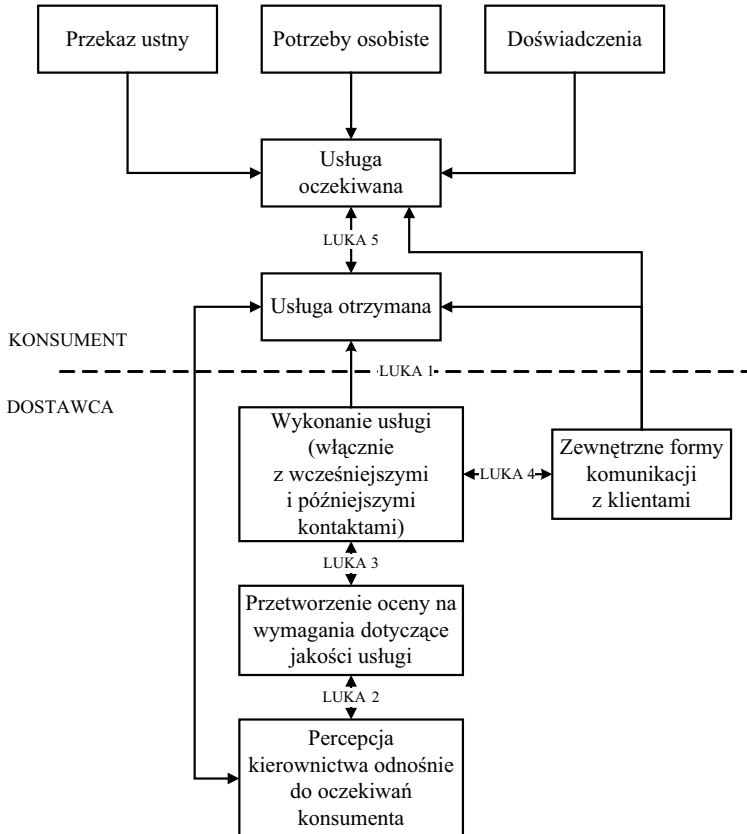 Przekaz ustny
Potrzeby osobiste
Doświadczenia
Usługa
oczekiwana
LUKA 5
Usługa otrzymana
KONSUMENT
LUKA 1
DOSTAWCA
Wykonanie usługi
(włącznie
z wcześniejszymi
i późniejszymi
kontaktami)
LUKA 4
Zewnętrzne formy
komunikacji
z klientami
LUKA 3
Przetworzenie oceny na
wymagania dotyczące
jakości usługi
LUKA 2
Percepcja
kierownictwa odnośnie
do oczekiwań
konsumenta